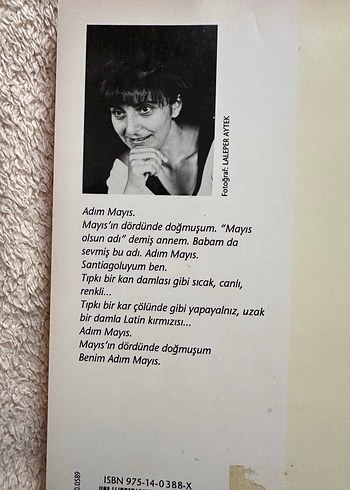 Fotoğraf: LALEPER AYTEK
Adım Mayıs.
Mayıs'ın dördünde doğmuşum. "Mayıs
olsun adı" demiş annem. Babam da
sevmiş bu adı. Adım Mayıs.
Santiagoluyum ben.
Tıpkı bir kan damlası gibi sıcak, canlı,
renkli...
Tıpkı bir kar çölünde gibi yapayalnız, uzak
bir damla Latin kırmızısı...
Adım Mayıs.
Mayıs'ın dördünde doğmuşum
Benim Adım Mayıs.
ISBN 975-14-0388-X